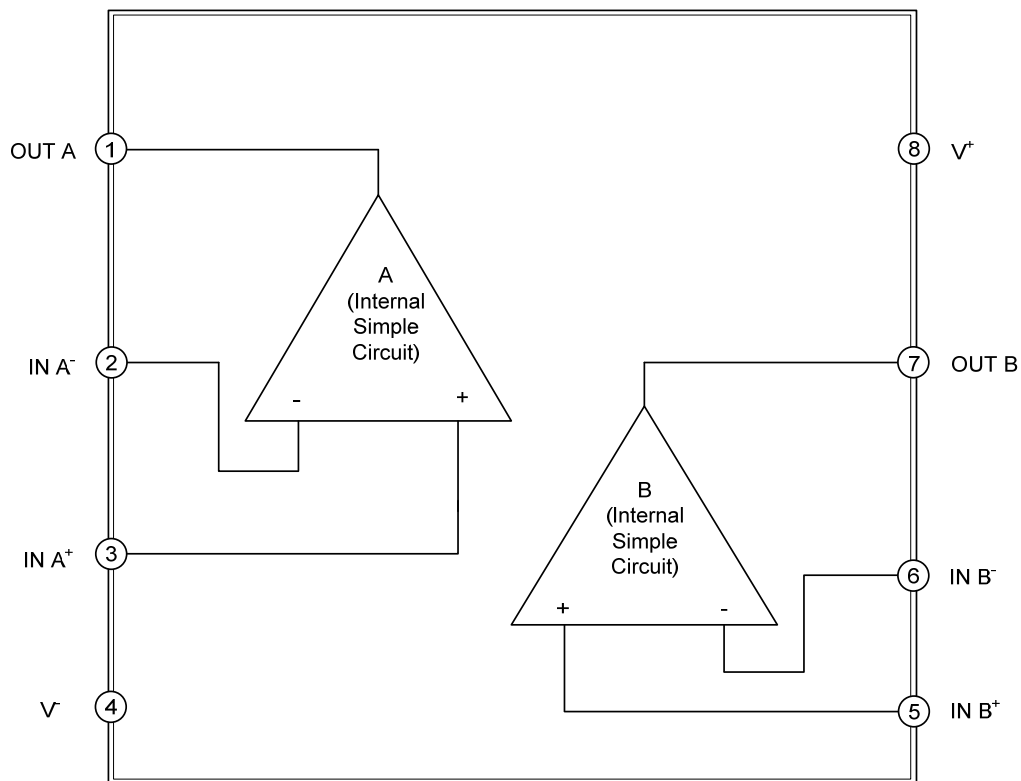 OUT A
1
8
V⁺
A
(Internal
Simple
Circuit)
IN A⁻
2
7
OUT B
-
+
B
(Internal
Simple
Circuit)
IN A⁺
3
6
IN B⁻
+
-
V⁻
4
5
IN B⁺